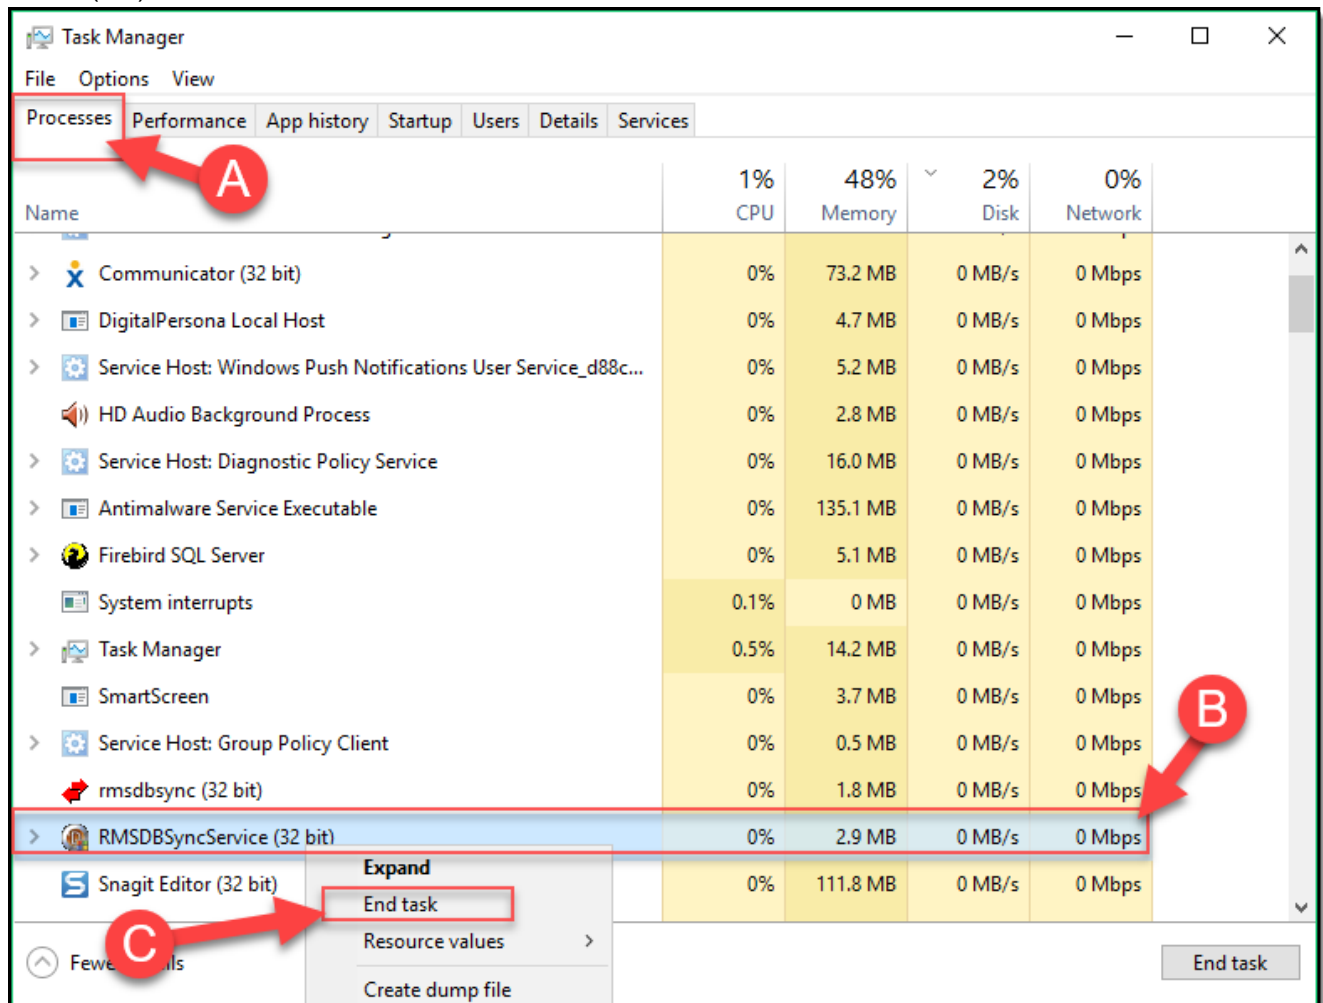 Task Manager
File Options View
Processes Performance App history Startup Users Details Services
A
1% 48% 2% 0%
Name CPU Memory Disk Network
Communicator (32 bit) 0% 73.2 MB 0 MB/s 0 Mbps
DigitalPersona Local Host 0% 4.7 MB 0 MB/s 0 Mbps
Service Host: Windows Push Notifications User Service_d88c... 0% 5.2 MB 0 MB/s 0 Mbps
HD Audio Background Process 0% 2.8 MB 0 MB/s 0 Mbps
Service Host: Diagnostic Policy Service 0% 16.0 MB 0 MB/s 0 Mbps
Antimalware Service Executable 0% 135.1 MB 0 MB/s 0 Mbps
Firebird SQL Server 0% 5.1 MB 0 MB/s 0 Mbps
System interrupts 0.1% 0 MB 0 MB/s 0 Mbps
Task Manager 0.5% 14.2 MB 0 MB/s 0 Mbps
SmartScreen 0% 3.7 MB 0 MB/s 0 Mbps
B
Service Host: Group Policy Client 0% 0.5 MB 0 MB/s 0 Mbps
rmsdbsync (32 bit) 0% 1.8 MB 0 MB/s 0 Mbps
RMSDBSyncService (32 bit) 0% 2.9 MB 0 MB/s 0 Mbps
Expand
Snagit Editor (32 bit) 0% 111.8 MB 0 MB/s 0 Mbps
End task
C
Resource values
End task
Create dump file